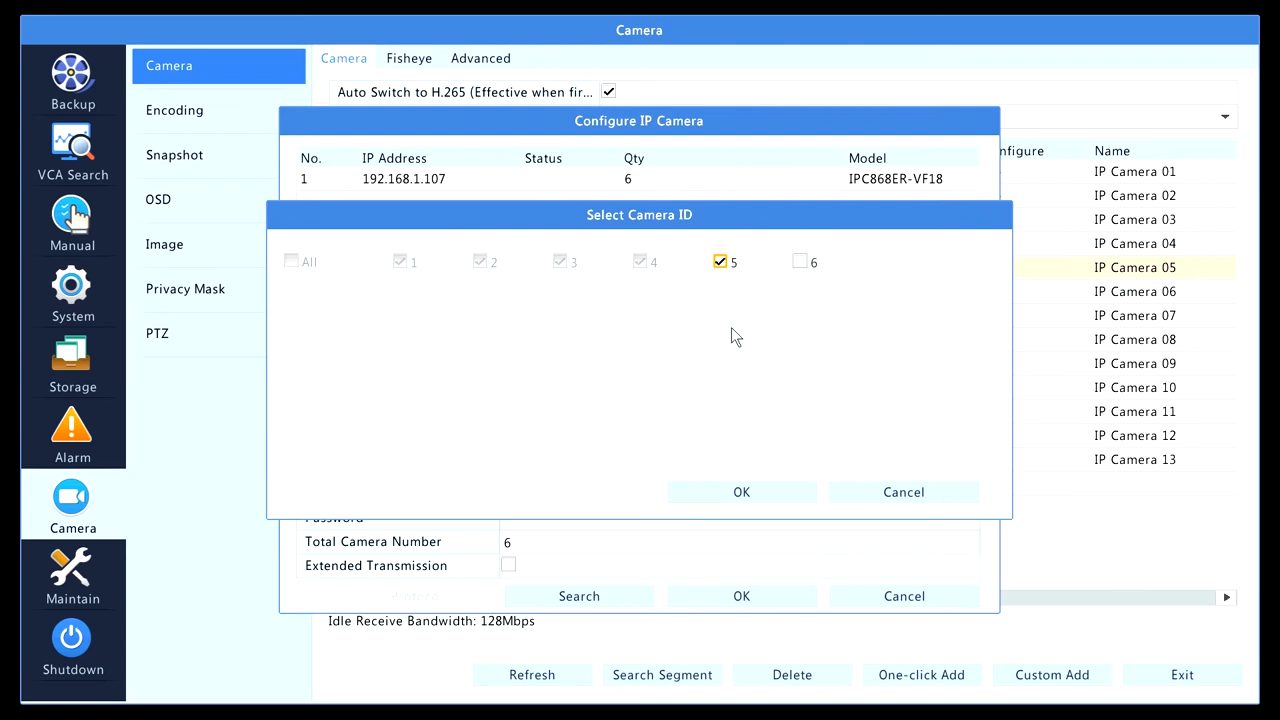 Camera
Backup
VCA Search
Manual
System
Storage
Alarm
Camera
Maintain
Shutdown
Camera
Encoding
Snapshot
OSD
Image
Privacy Mask
PTZ
Camera Fisheye Advanced
Auto Switch to H.265 (Effective when fir...
Configure IP Camera
No. IP Address Status Qty Model
1 192.168.1.107 6 IPC868ER-VF18
Select Camera ID
All 1 2 3 4 5 6
OK Cancel
Password
Total Camera Number 6
Extended Transmission
Search OK Cancel
nfigure Name
IP Camera 01
IP Camera 02
IP Camera 03
IP Camera 04
IP Camera 05
IP Camera 06
IP Camera 07
IP Camera 08
IP Camera 09
IP Camera 10
IP Camera 11
IP Camera 12
IP Camera 13
Idle Receive Bandwidth: 128Mbps
Refresh Search Segment Delete One-click Add Custom Add Exit